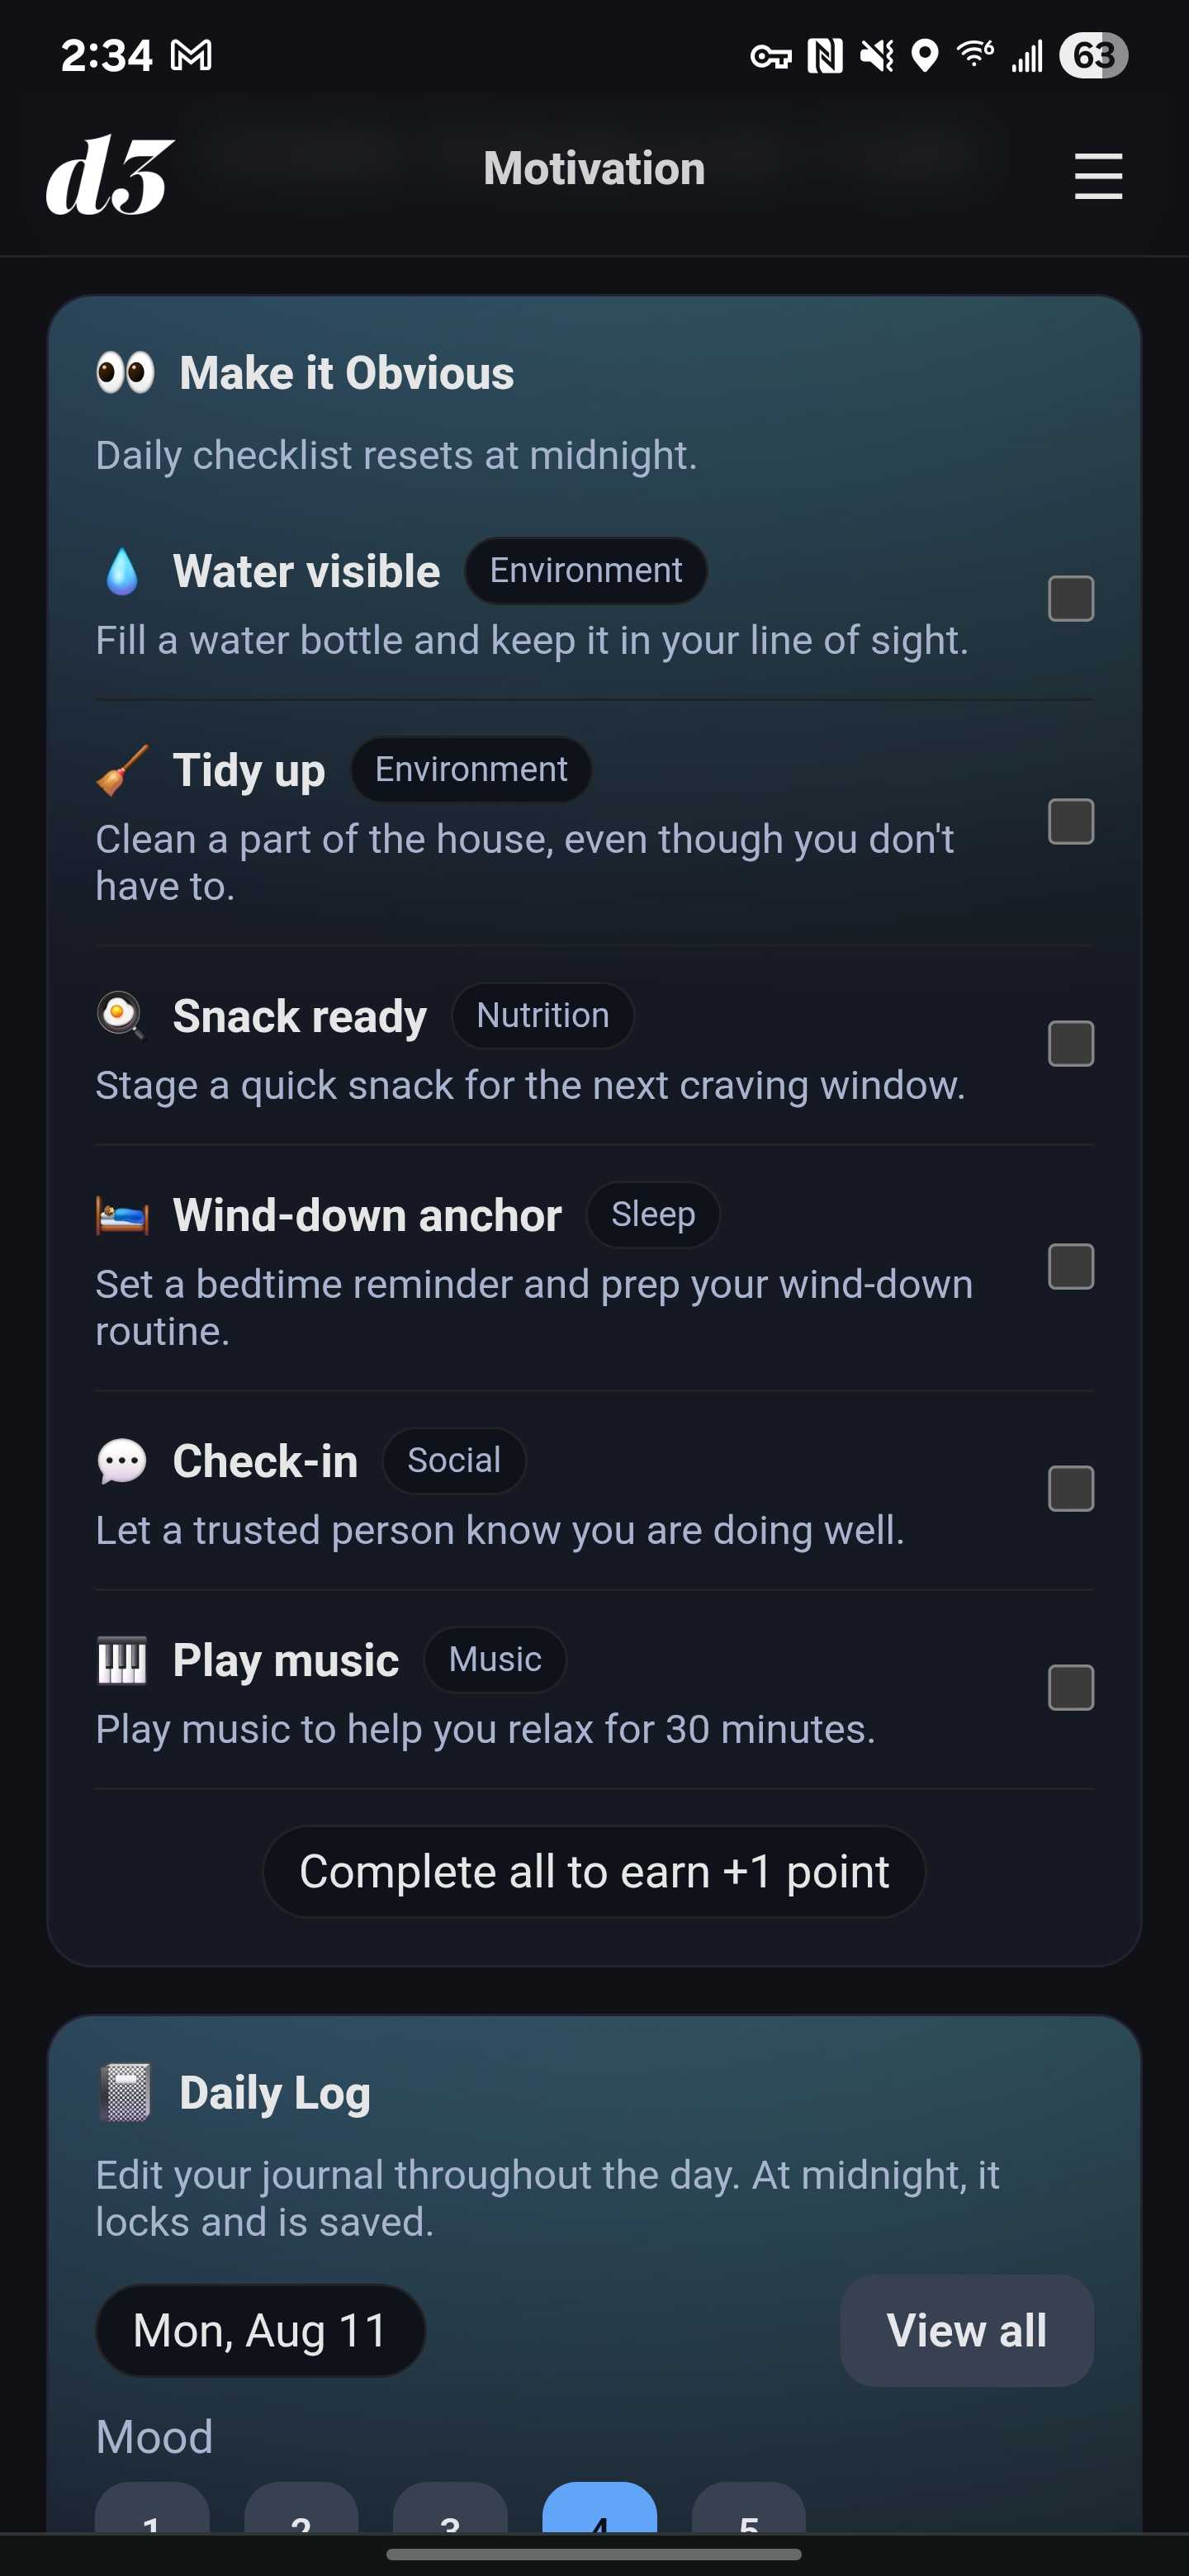 2:34
63
d3
Motivation
Make it Obvious
Daily checklist resets at midnight.
Water visible Environment
Fill a water bottle and keep it in your line of sight.
Tidy up Environment
Clean a part of the house, even though you don't
have to.
Snack ready Nutrition
Stage a quick snack for the next craving window.
Wind-down anchor Sleep
Set a bedtime reminder and prep your wind-down
routine.
Check-in Social
Let a trusted person know you are doing well.
Play music Music
Play music to help you relax for 30 minutes.
Complete all to earn +1 point
Daily Log
Edit your journal throughout the day. At midnight, it
locks and is saved.
Mon, Aug 11 View all
Mood
1 2 3 4 5